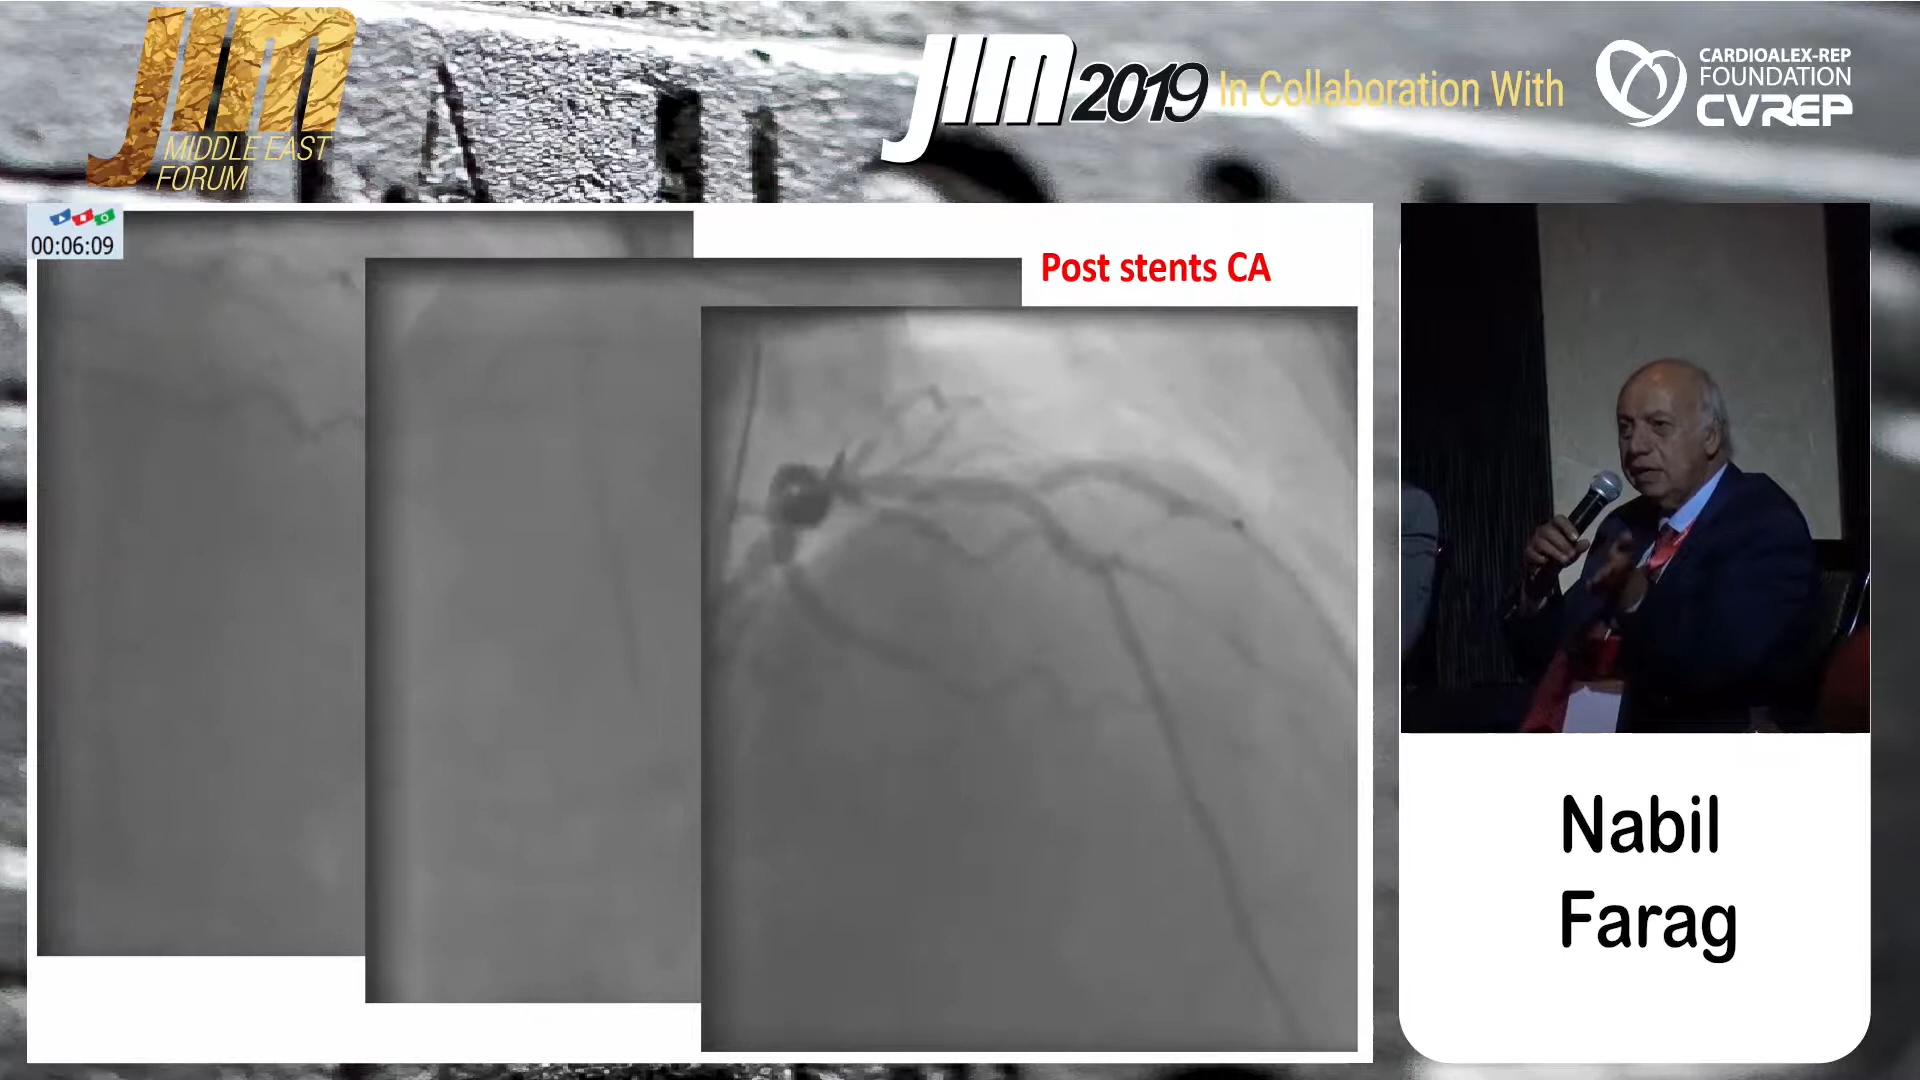 JIM
MIDDLE EAST
FORUM
JIM 2019 In Collaboration With
CARDIOALEX-REP
FOUNDATION
CVREP
00:06:09
Post stents CA
Nabil
Farag